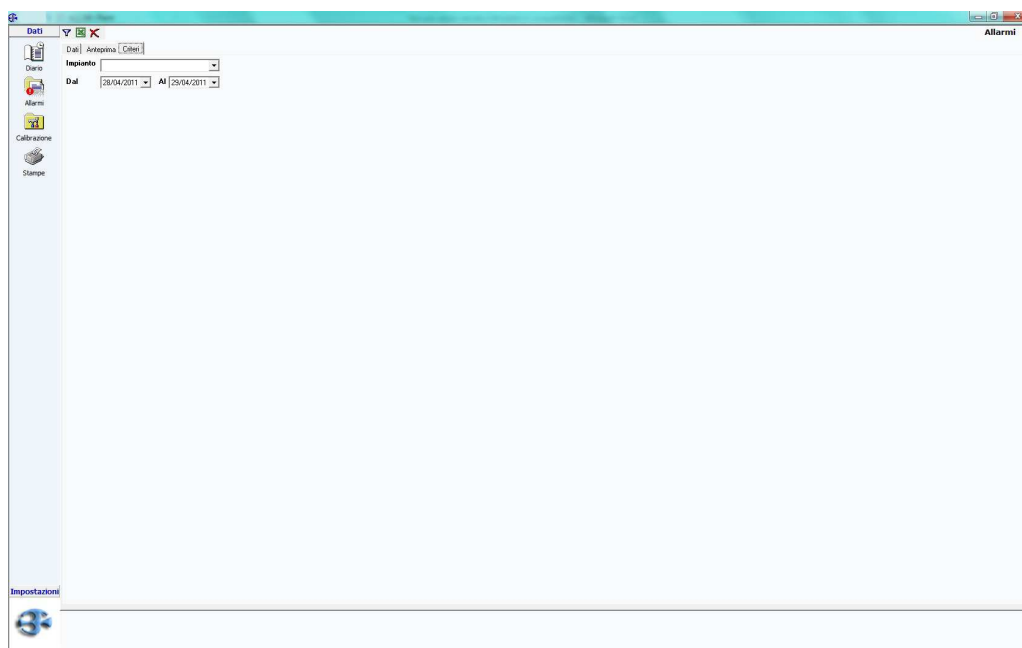 Dati
Allarmi
Dati Anteprima Criteri
Impianto
Dal 28/04/2011 Al 29/04/2011
Diario
Allarmi
Calibrazione
Stampe
Impostazioni